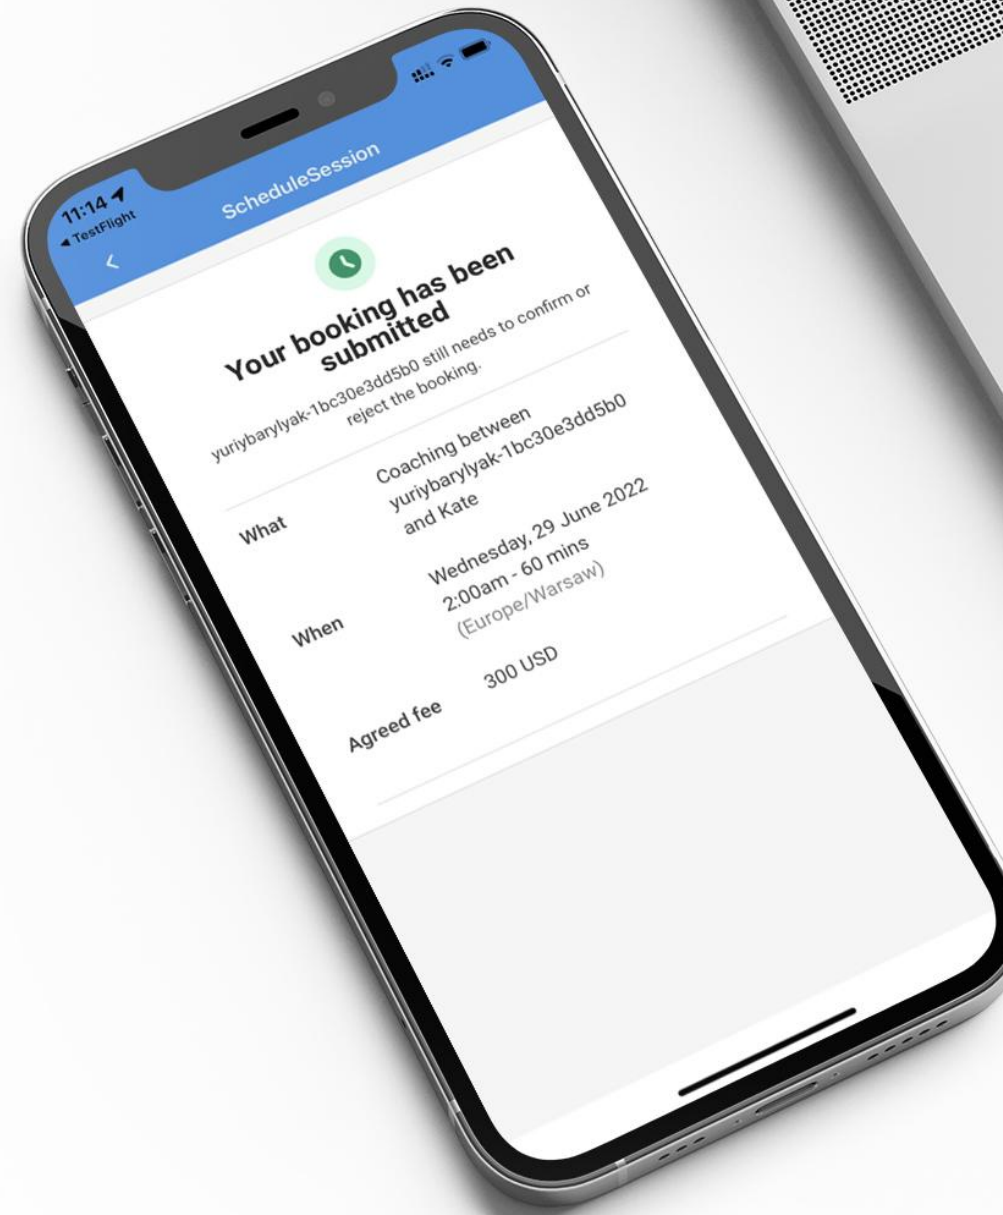 11:14
◀ TestFlight
ScheduleSession
Your booking has been
submitted
yuriybarylyak-1bc30e3dd5b0 still needs to confirm or
reject the booking.
What
Coaching between
yuriybarylyak-1bc30e3dd5b0
and Kate
When
Wednesday, 29 June 2022
2:00am - 60 mins
(Europe/Warsaw)
Agreed fee
300 USD